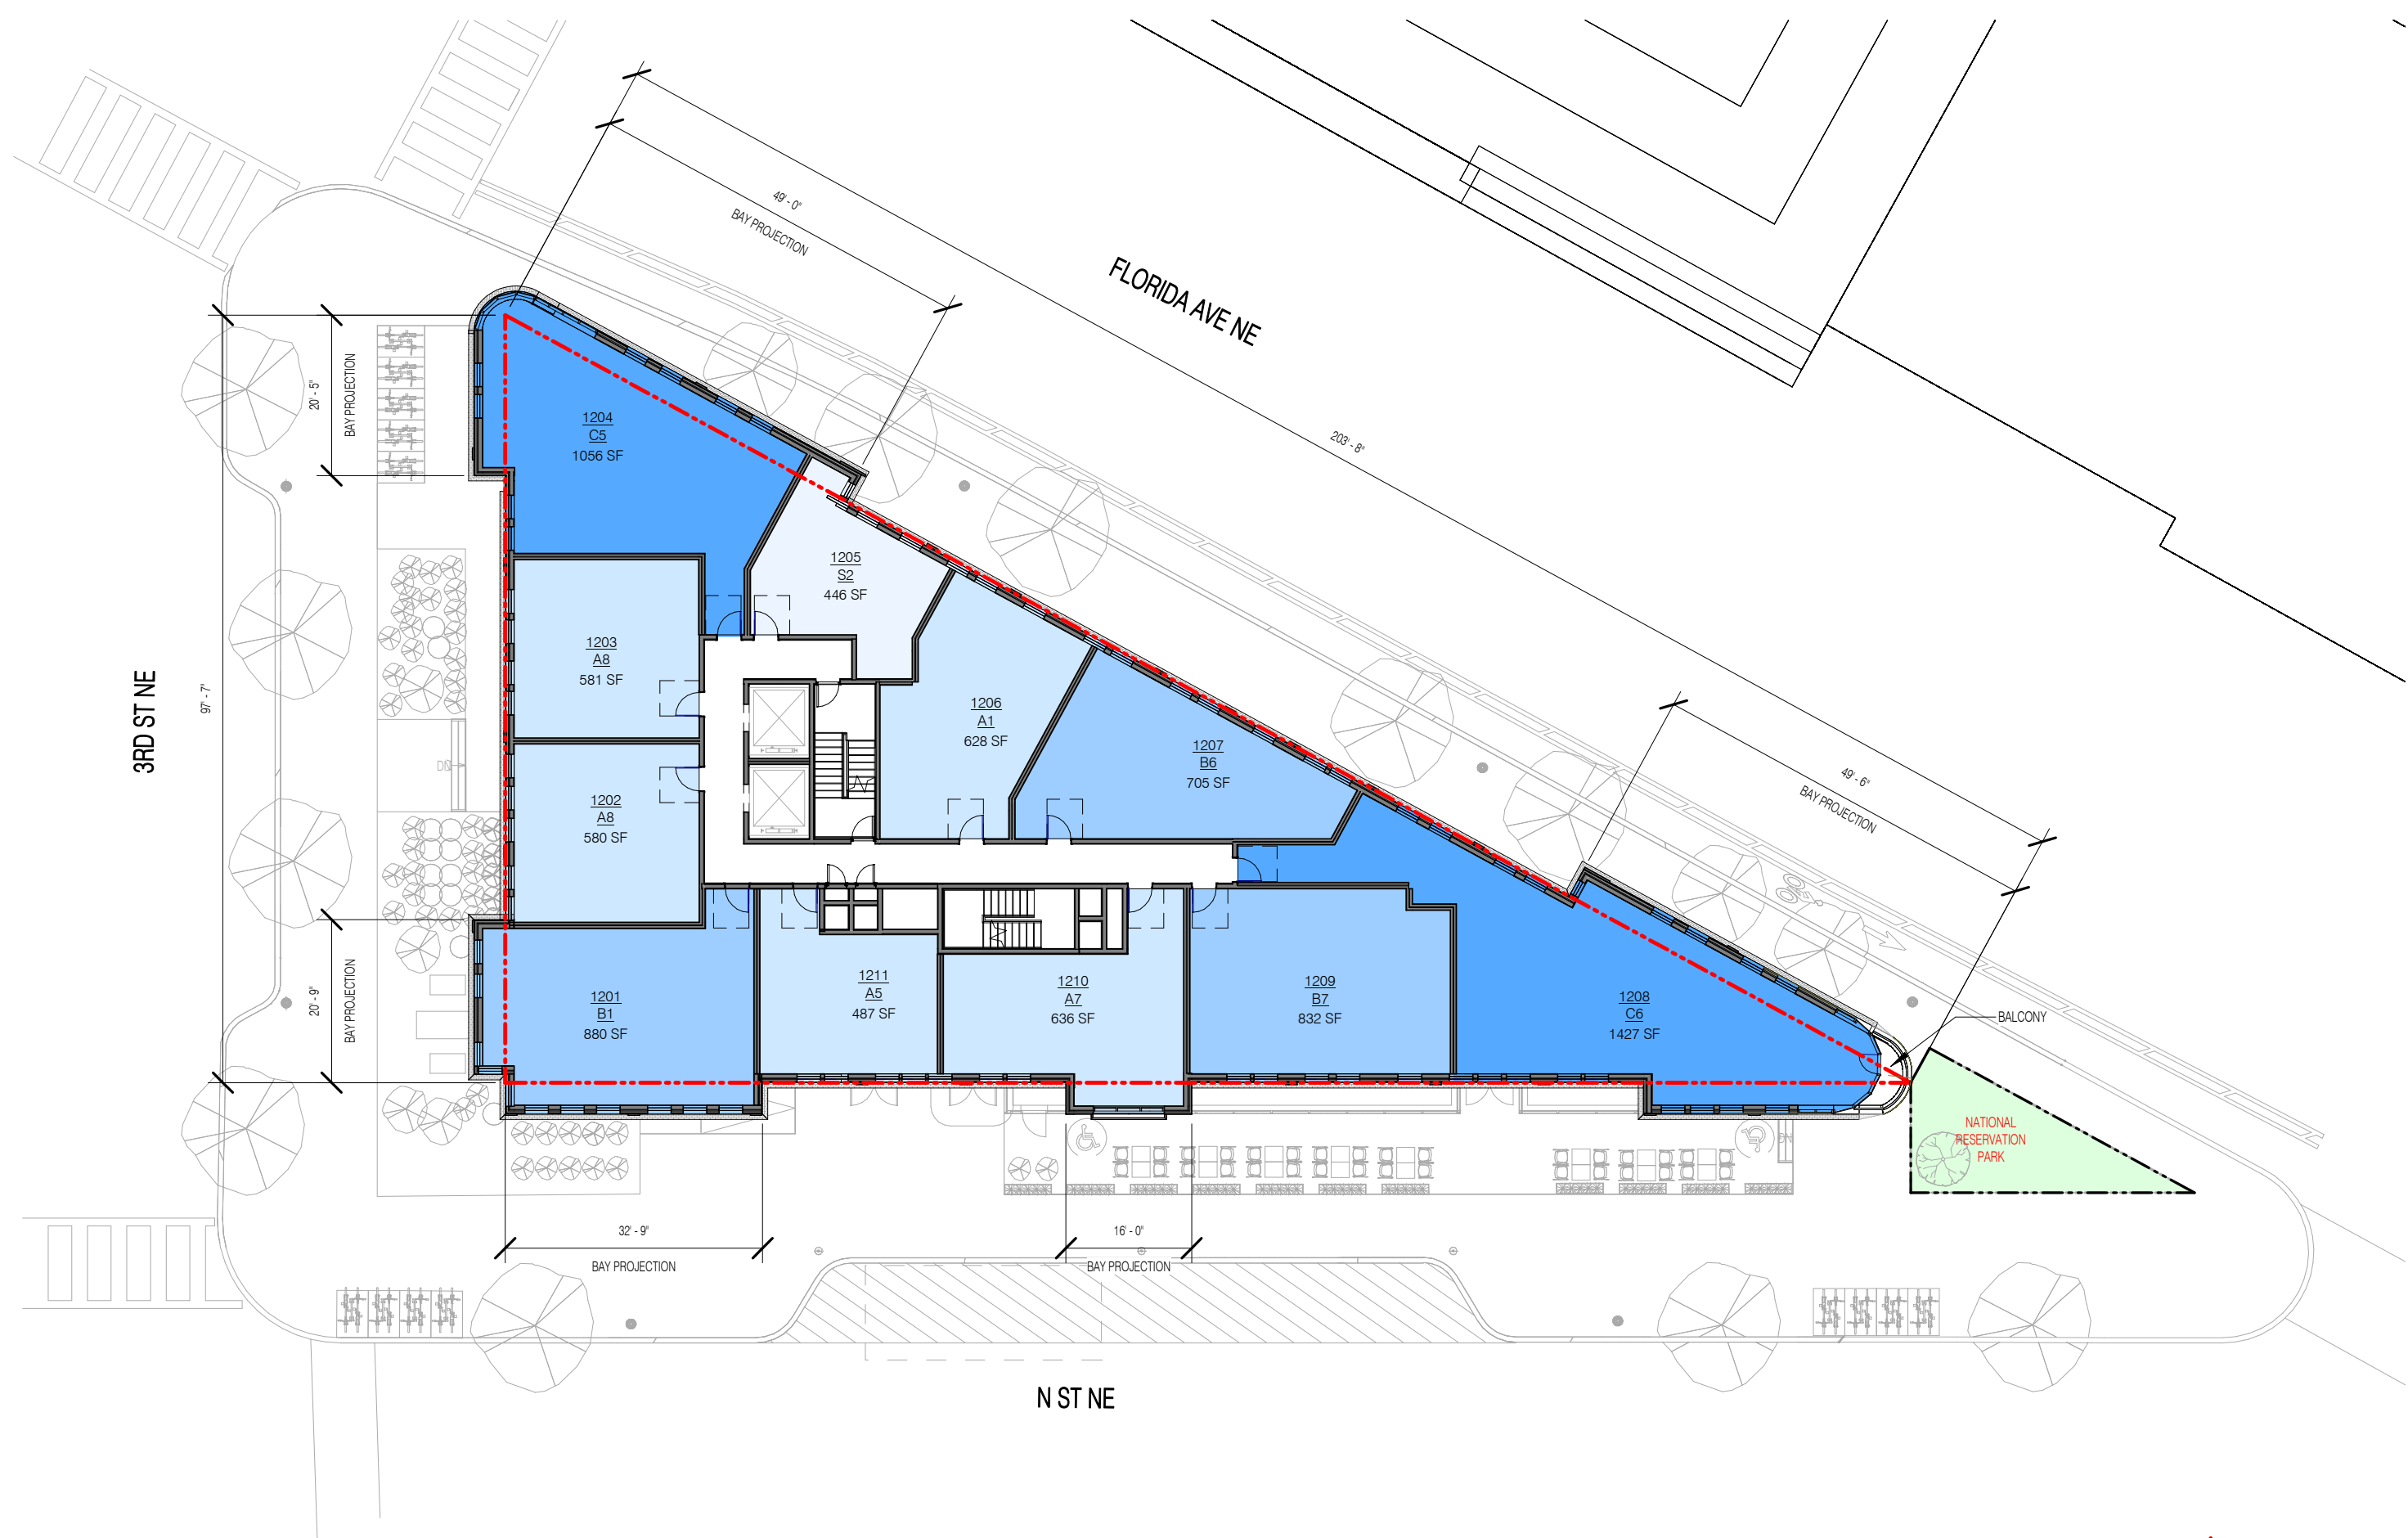 49' - 0"
BAY PROJECTION
FLORIDA AVE NE
203' - 8"
20' - 5"
BAY PROJECTION
1204
C5
1056 SF
1205
S2
446 SF
1203
A8
581 SF
3RD ST NE
97' - 7"
1206
A1
628 SF
1207
B6
705 SF
49' - 6"
BAY PROJECTION
DN
1202
A8
580 SF
20' - 9"
BAY PROJECTION
1201
B1
880 SF
1211
A5
487 SF
1210
A7
636 SF
1209
B7
832 SF
1208
C6
1427 SF
BALCONY
NATIONAL
RESERVATION
PARK
DN
32' - 9"
BAY PROJECTION
16' - 0"
BAY PROJECTION
N ST NE